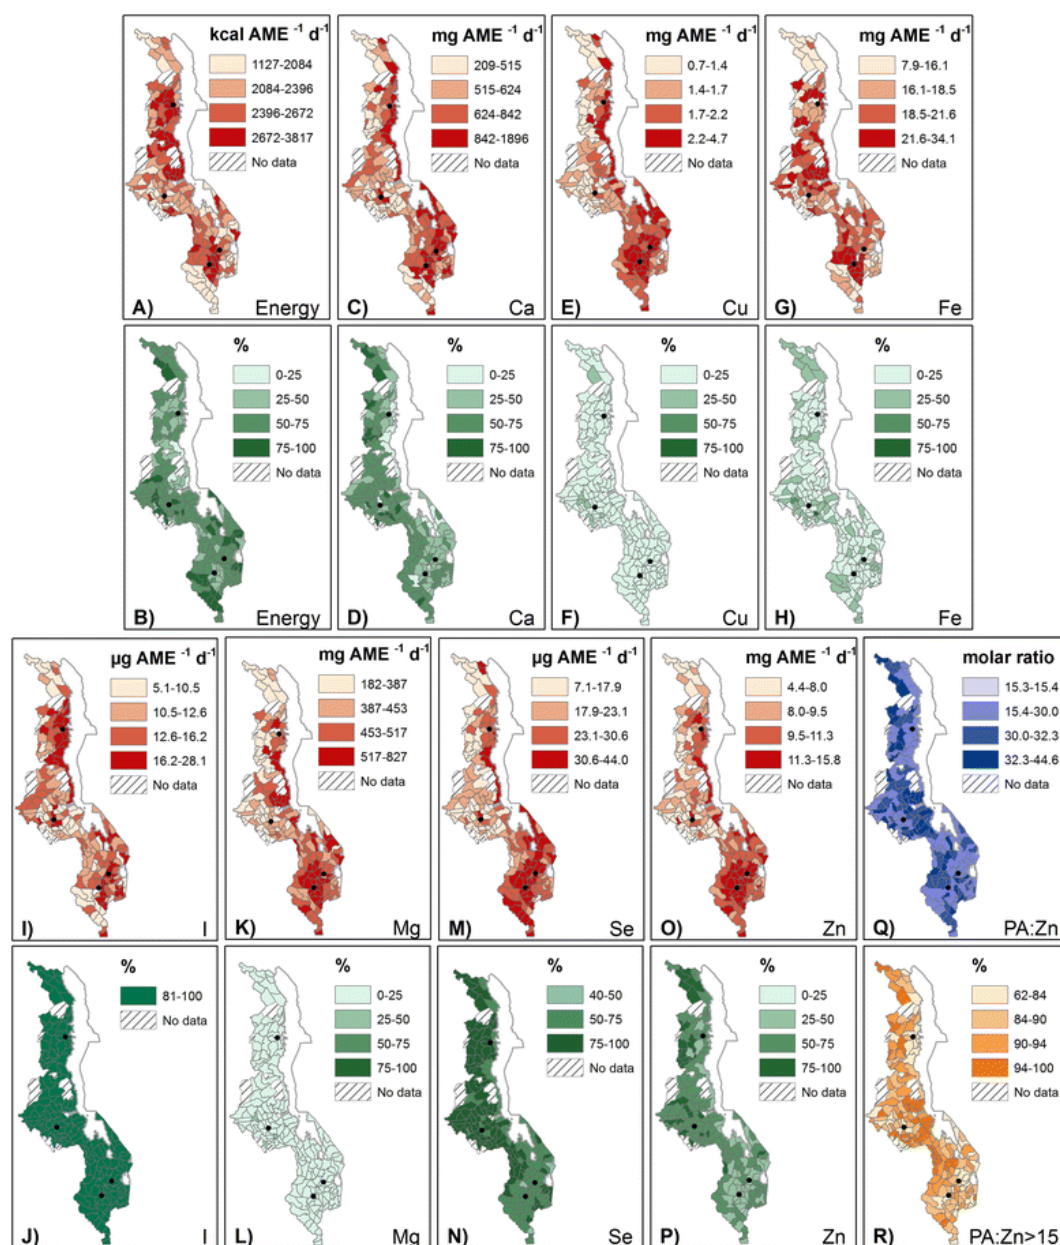 kcal AME -1 d-1
1127-2084
2084-2396
2396-2672
2672-3817
No data
A) Energy
mg AME -1 d-1
209-515
515-624
624-842
842-1896
No data
C) Ca
mg AME -1 d-1
0.7-1.4
1.4-1.7
1.7-2.2
2.2-4.7
No data
E) Cu
mg AME -1 d-1
7.9-16.1
16.1-18.5
18.5-21.6
21.6-34.1
No data
G) Fe
%
0-25
25-50
50-75
75-100
No data
B) Energy
%
0-25
25-50
50-75
75-100
No data
D) Ca
%
0-25
25-50
50-75
75-100
No data
F) Cu
%
0-25
25-50
50-75
75-100
No data
H) Fe
µg AME -1 d-1
5.1-10.5
10.5-12.6
12.6-16.2
16.2-28.1
No data
I) I
mg AME -1 d-1
182-387
387-453
453-517
517-827
No data
K) Mg
µg AME -1 d-1
7.1-17.9
17.9-23.1
23.1-30.6
30.6-44.0
No data
M) Se
mg AME -1 d-1
4.4-8.0
8.0-9.5
9.5-11.3
11.3-15.8
No data
O) Zn
molar ratio
15.3-15.4
15.4-30.0
30.0-32.3
32.3-44.6
No data
Q) PA:Zn
%
81-100
No data
J) I
%
0-25
25-50
50-75
75-100
No data
L) Mg
%
40-50
50-75
75-100
No data
N) Se
%
0-25
25-50
50-75
75-100
No data
P) Zn
%
62-84
84-90
90-94
94-100
No data
R) PA:Zn>15